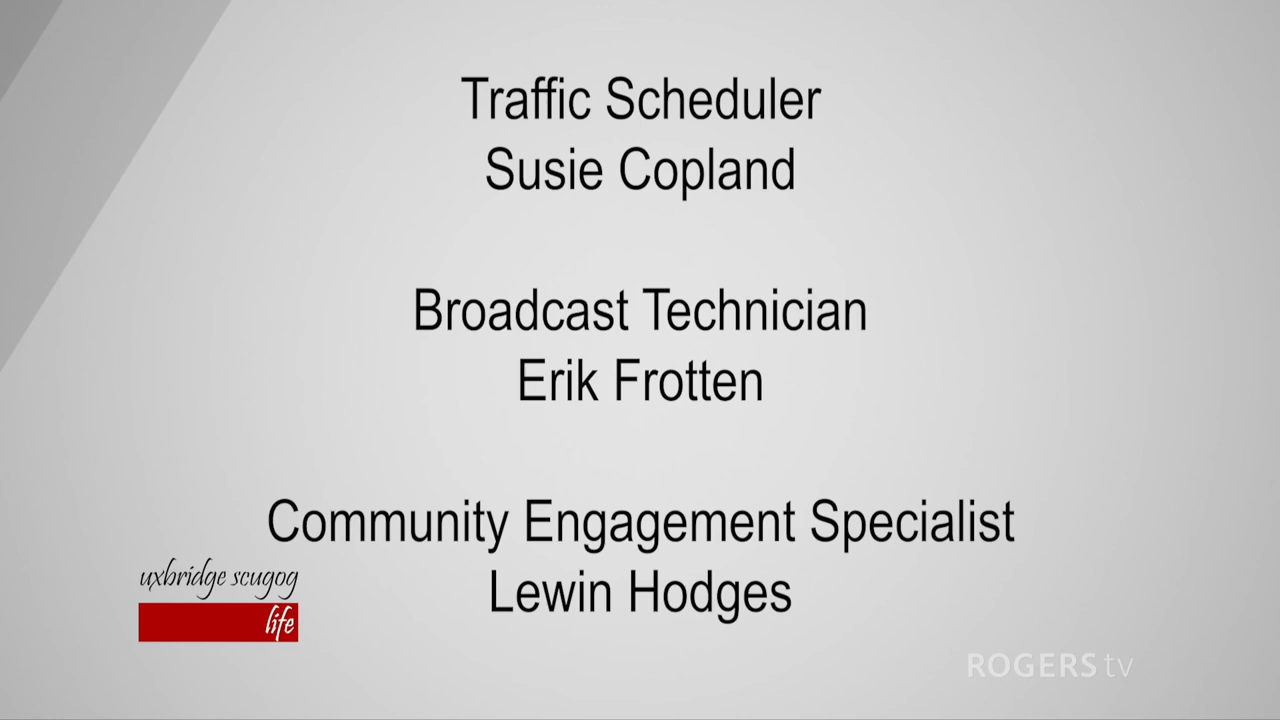 Traffic Scheduler
Susie Copland
Broadcast Technician
Erik Frotten
Community Engagement Specialist
Lewin Hodges
uxbridge scugog
life
ROGERS tv